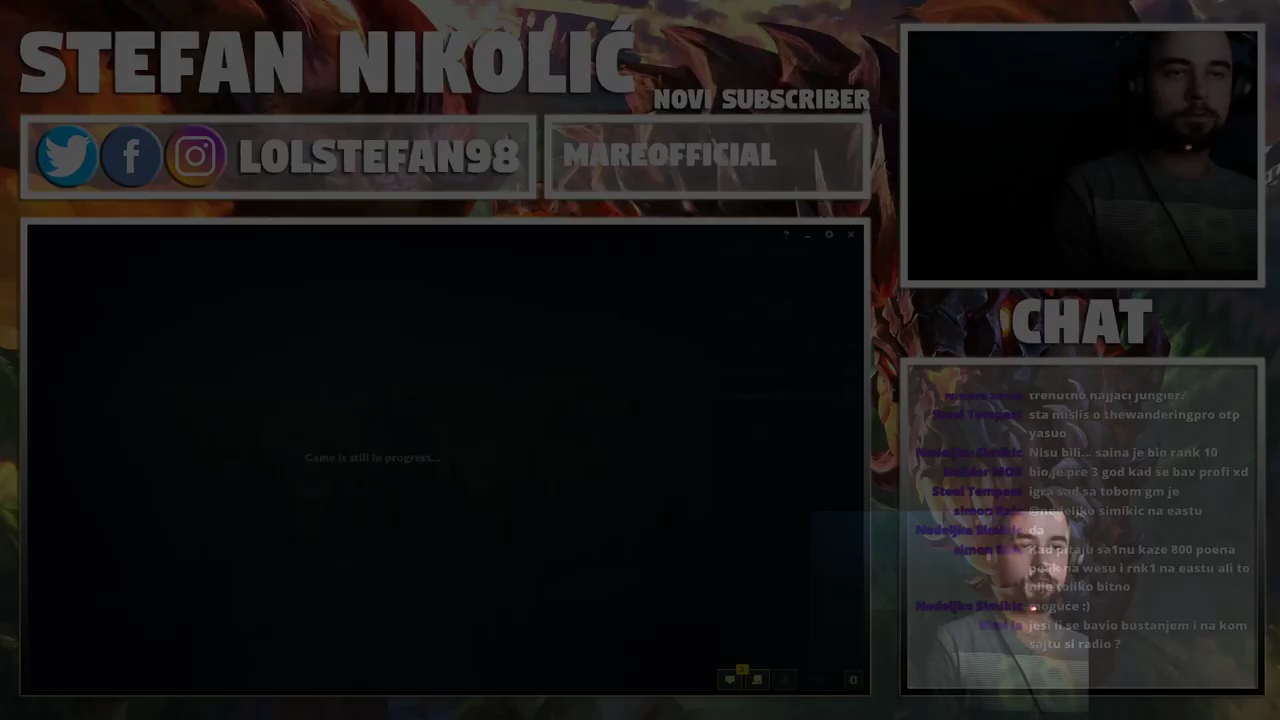 STEFAN NIKOLIĆ
NOVI SUBSCRIBER
LOLSTEFAN98
MAREOFFICIAL
Game is still in progress...
CHAT
trenutno najjaci jungler?
Steel Tempest sta mislis o thewanderingpro otp
yasuo
Nedeljko Simikic Nisu bili... saina je bio rank 10
bio je pre 3 god kad se bav profi xd
Steel Tempest igra sad sa tobom gm je
simon @nedeljko simikic na eastu
Nedeljko Simikic da
simon Kad pitaju sa1nu kaze 800 poena
peak na wesu i rnk1 na eastu ali to
nije toliko bitno
Nedeljko Simikic moguce :)
jesi li se bavio bustanjem i na kom
sajtu si radio ?